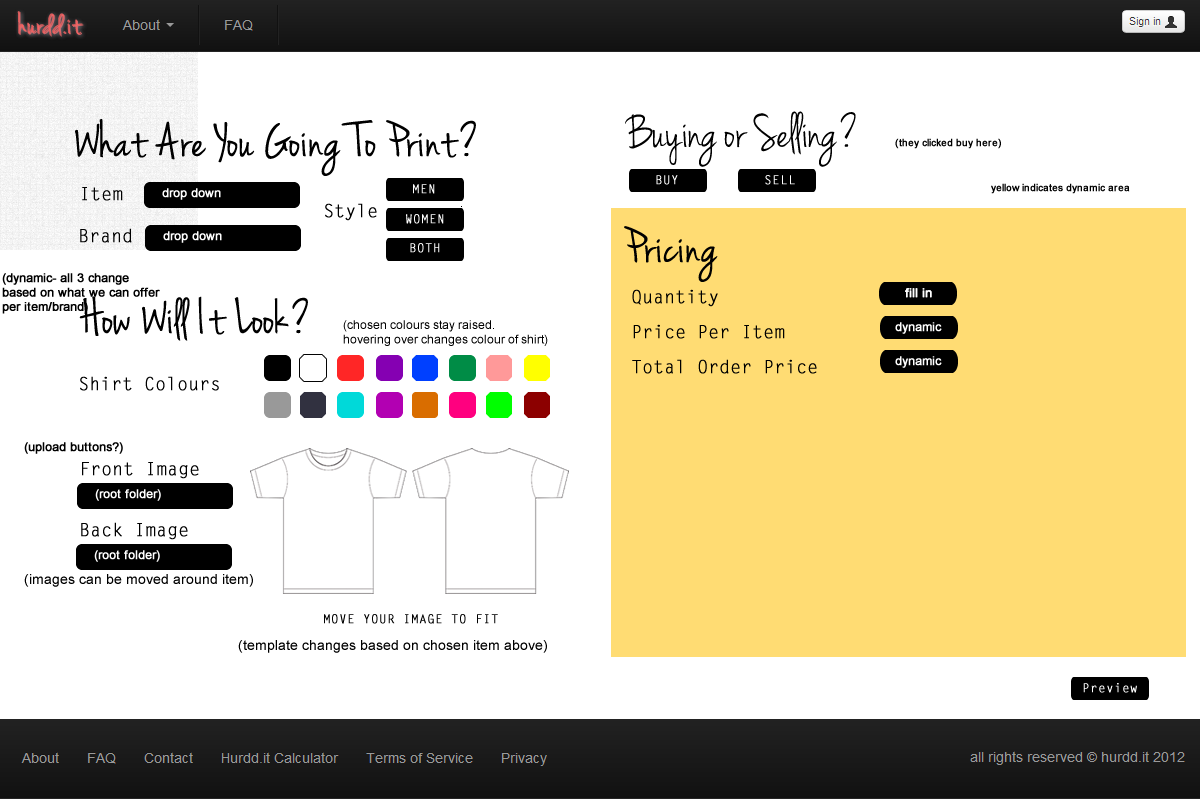 hurdd.it
About
FAQ
Sign in
What Are You Going To Print?
Item
drop down
Brand
drop down
Style
MEN
WOMEN
BOTH
(dynamic- all 3 change
based on what we can offer
per item/brand)
How Will It Look?
(chosen colours stay raised.
hovering over changes colour of shirt)
Shirt Colours
(upload buttons?)
Front Image
(root folder)
Back Image
(root folder)
(images can be moved around item)
MOVE YOUR IMAGE TO FIT
(template changes based on chosen item above)
Buying or Selling?
(they clicked buy here)
BUY
SELL
yellow indicates dynamic area
Pricing
Quantity
fill in
Price Per Item
dynamic
Total Order Price
dynamic
Preview
About
FAQ
Contact
Hurdd.it Calculator
Terms of Service
Privacy
all rights reserved © hurdd.it 2012